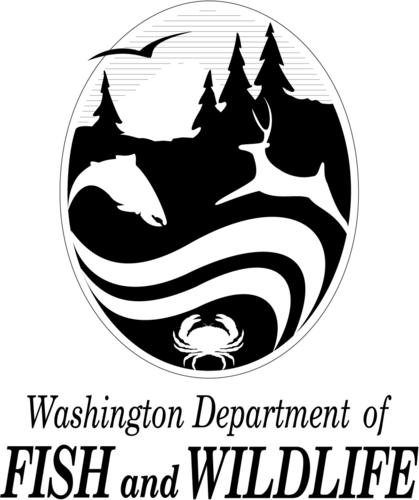 Washington Department of
FISH and WILDLIFE